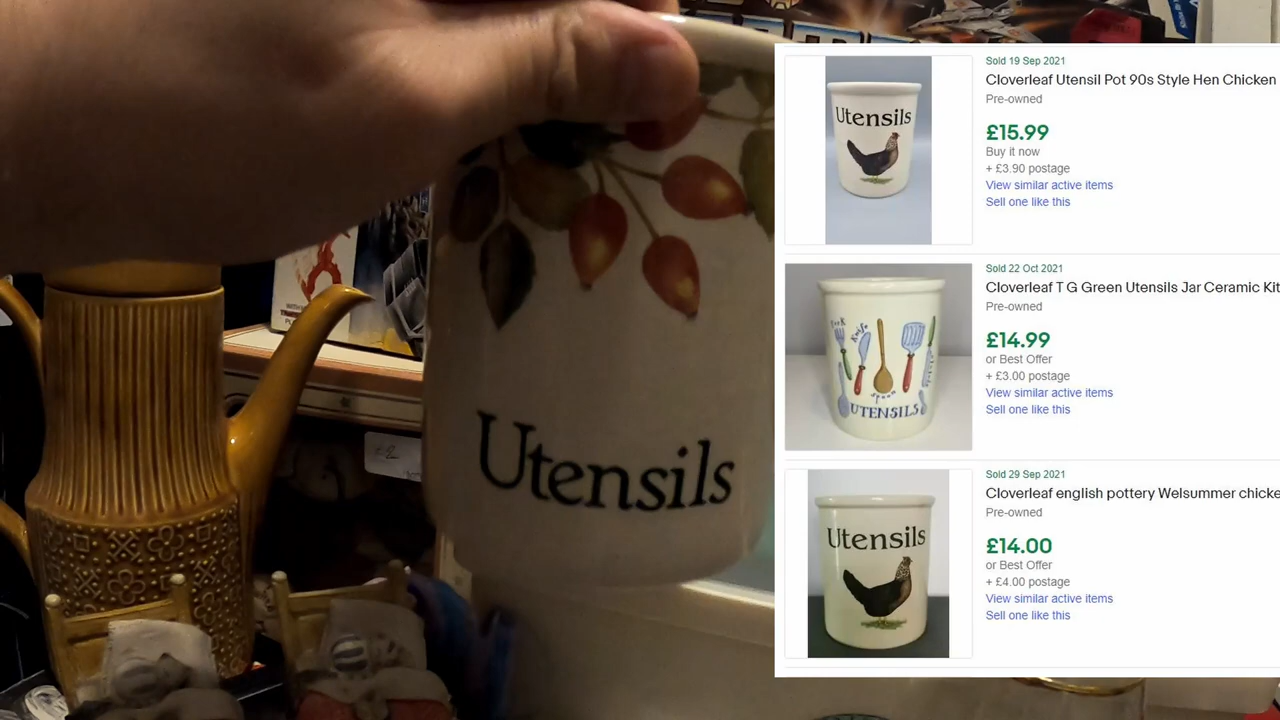 Utensils
Sold 19 Sep 2021
Cloverleaf Utensil Pot 90s Style Hen Chicken
Pre-owned
£15.99
Buy it now
+ £3.90 postage
View similar active items
Sell one like this
Utensils
Sold 22 Oct 2021
Cloverleaf T G Green Utensils Jar Ceramic Kit
Pre-owned
£14.99
or Best Offer
+ £3.00 postage
View similar active items
Sell one like this
Fork
Knife
Spoon
UTENSILS
Sold 29 Sep 2021
Cloverleaf english pottery Welsummer chicke
Pre-owned
£14.00
or Best Offer
+ £4.00 postage
View similar active items
Sell one like this
Utensils